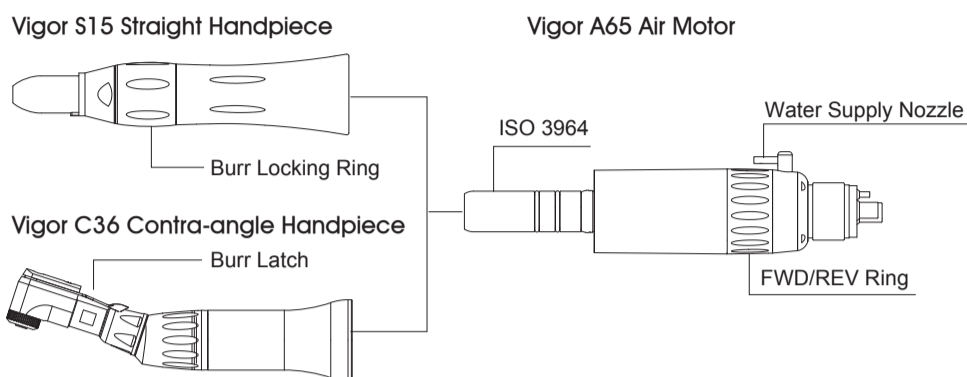 Vigor S15 Straight Handpiece
Vigor A65 Air Motor
Water Supply Nozzle
ISO 3964
Burr Locking Ring
Vigor C36 Contra-angle Handpiece
Burr Latch
FWD/REV Ring